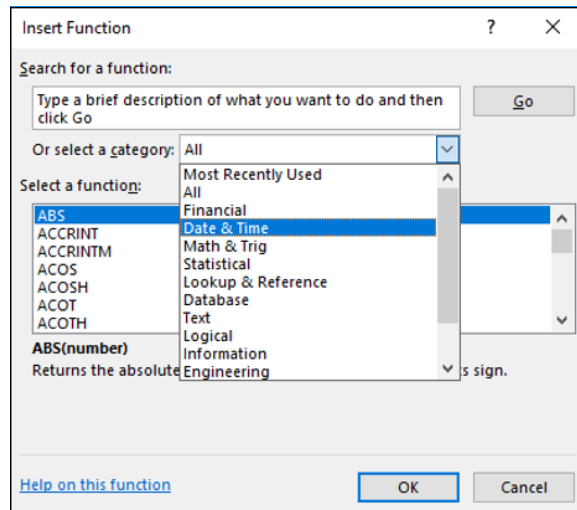 Insert Function
?
Search for a function:
Type a brief description of what you want to do and then
click Go
Go
Or select a category: All
Most Recently Used
All
Financial
Date & Time
Math & Trig
Statistical
Lookup & Reference
Database
Text
Logical
Information
Engineering
Select a function:
ABS
ACCRINT
ACCRINTM
ACOS
ACOSH
ACOT
ACOTH
ABS(number)
Returns the absolute s sign.
Help on this function
OK
Cancel